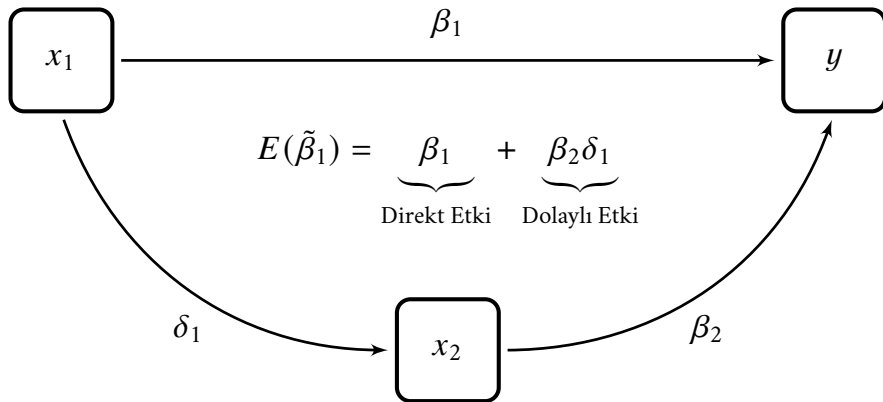 β₁
x₁
y
E(β̃₁) = β₁ + β₂δ₁
Direkt Etki Dolaylı Etki
δ₁
x₂
β₂